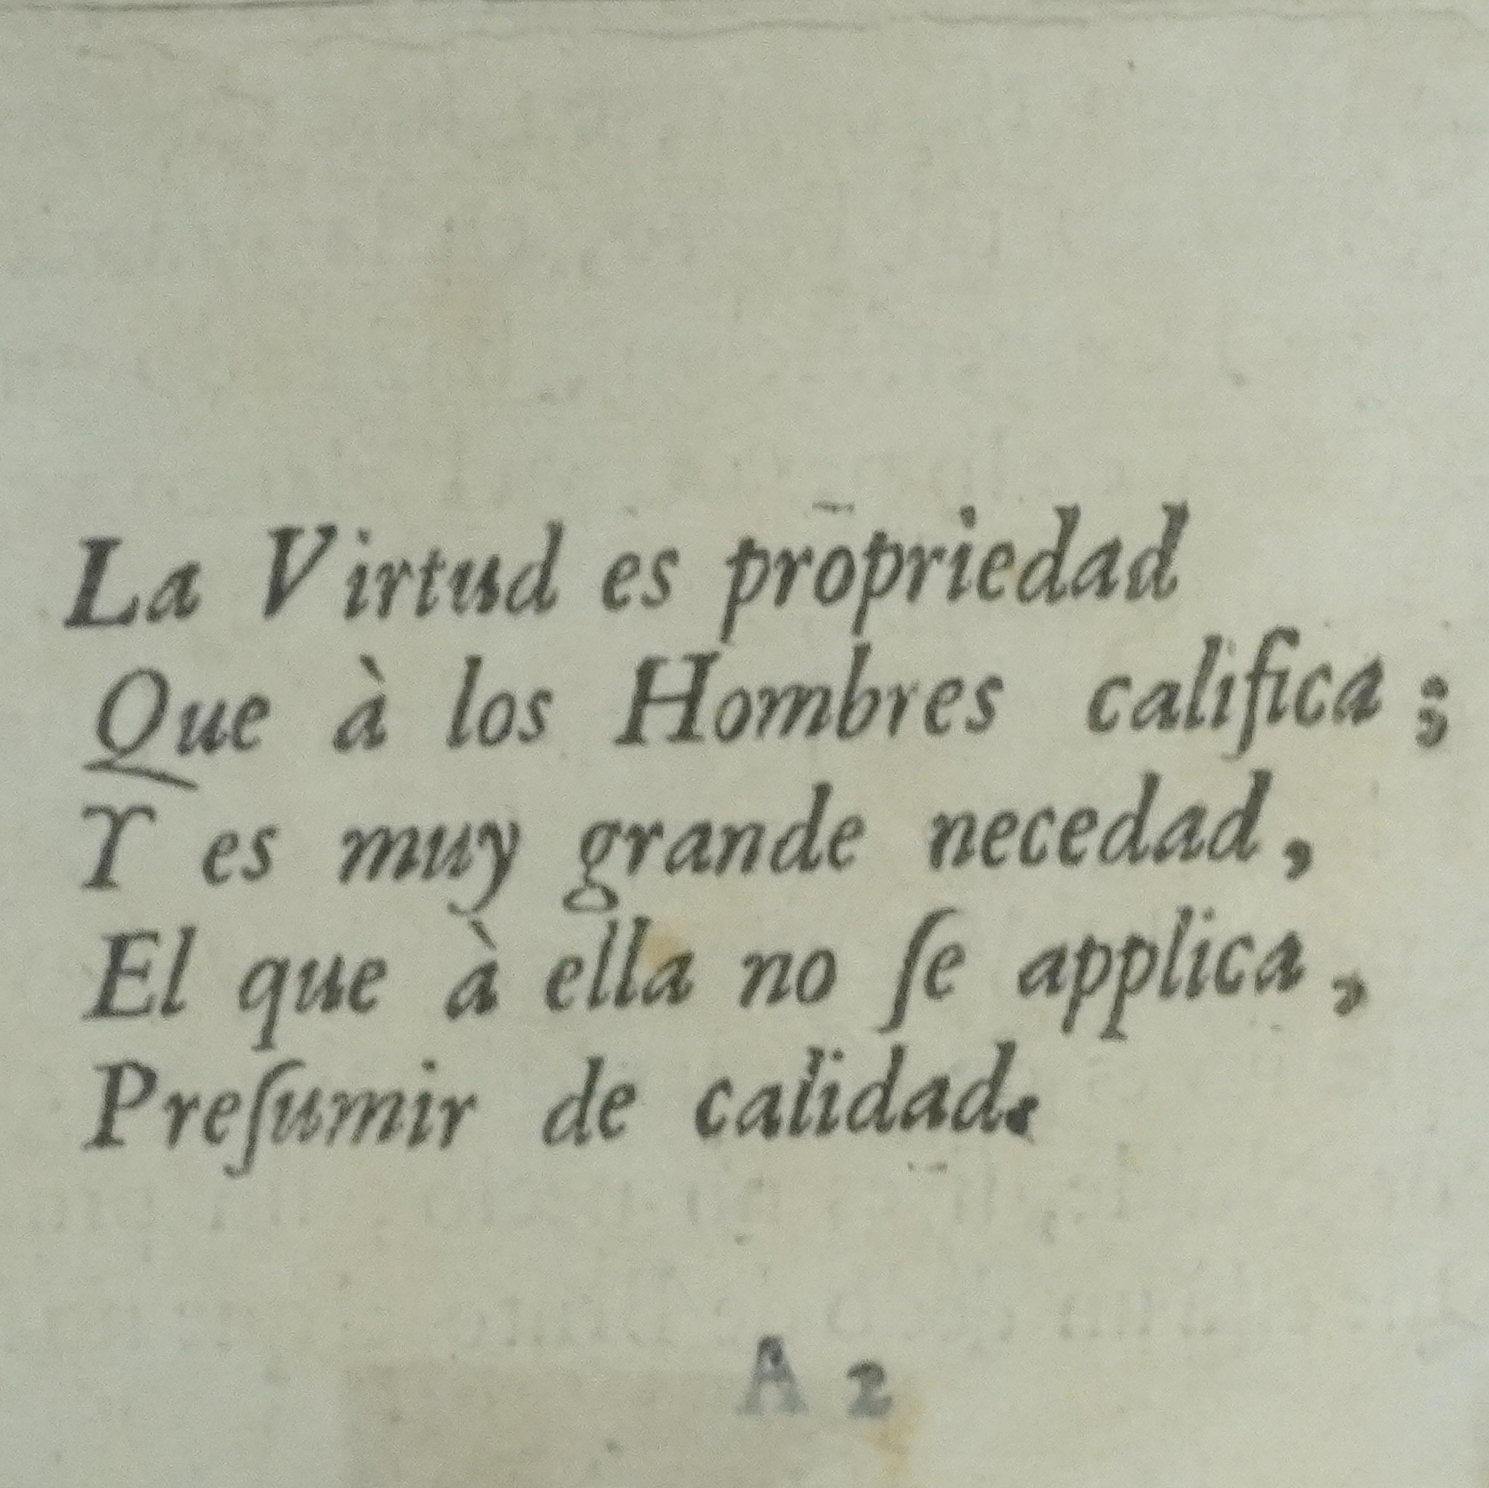 La Virtud es propriedad
Que à los Hombres califica;
Y es muy grande necedad,
El que à ella no ſe applica,
Preſumir de calidad.
A 2